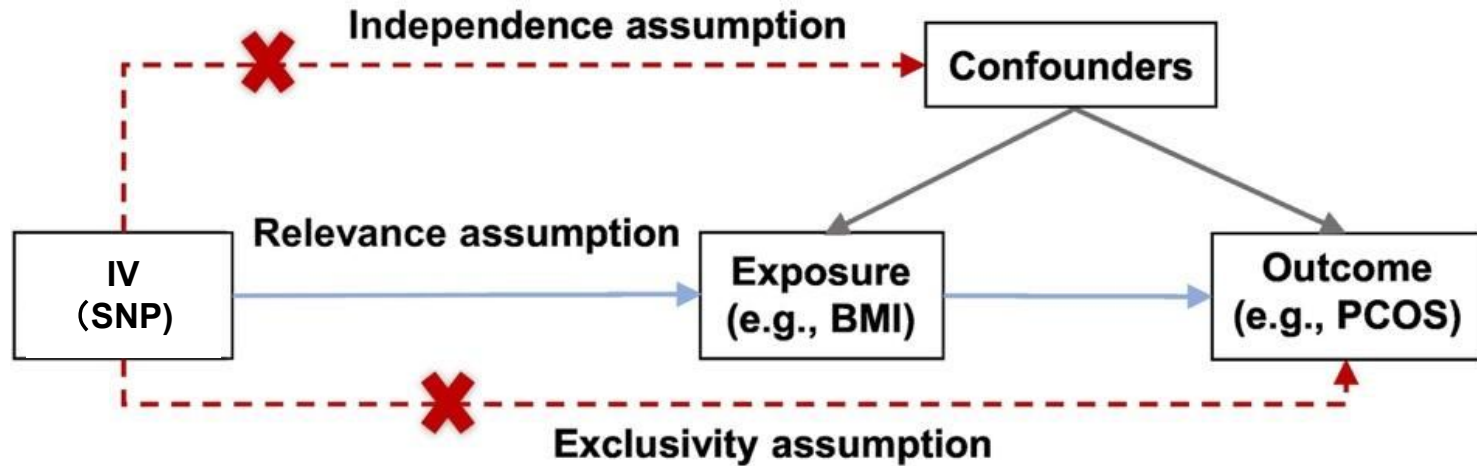 Independence assumption
Confounders
Relevance assumption
IV
（SNP)
Exposure
(e.g., BMI)
Outcome
(e.g., PCOS)
Exclusivity assumption